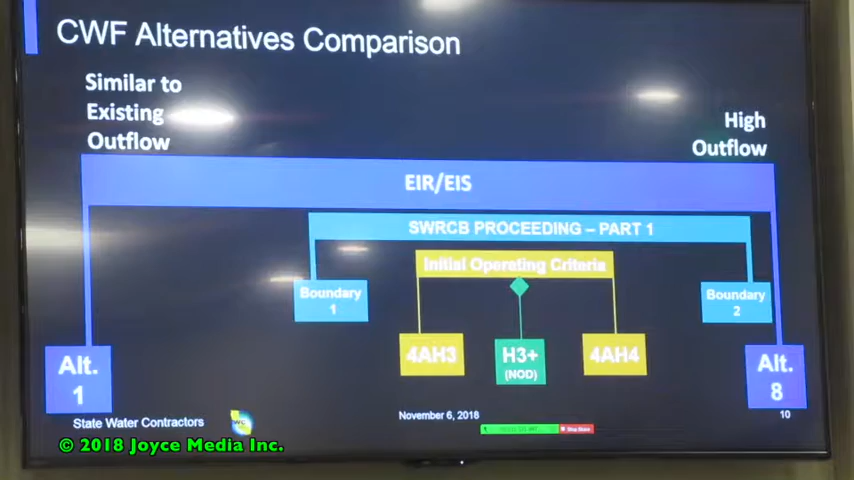 CWF Alternatives Comparison
Similar to
Existing
Outflow
High
Outflow
EIR/EIS
SWRCB PROCEEDING – PART 1
Initial Operating Criteria
Boundary
1
Boundary
2
4AH3
H3+
(NOD)
4AH4
Alt.
1
Alt.
8
State Water Contractors
November 6, 2018
10
Stop Share
© 2018 Joyce Media Inc.